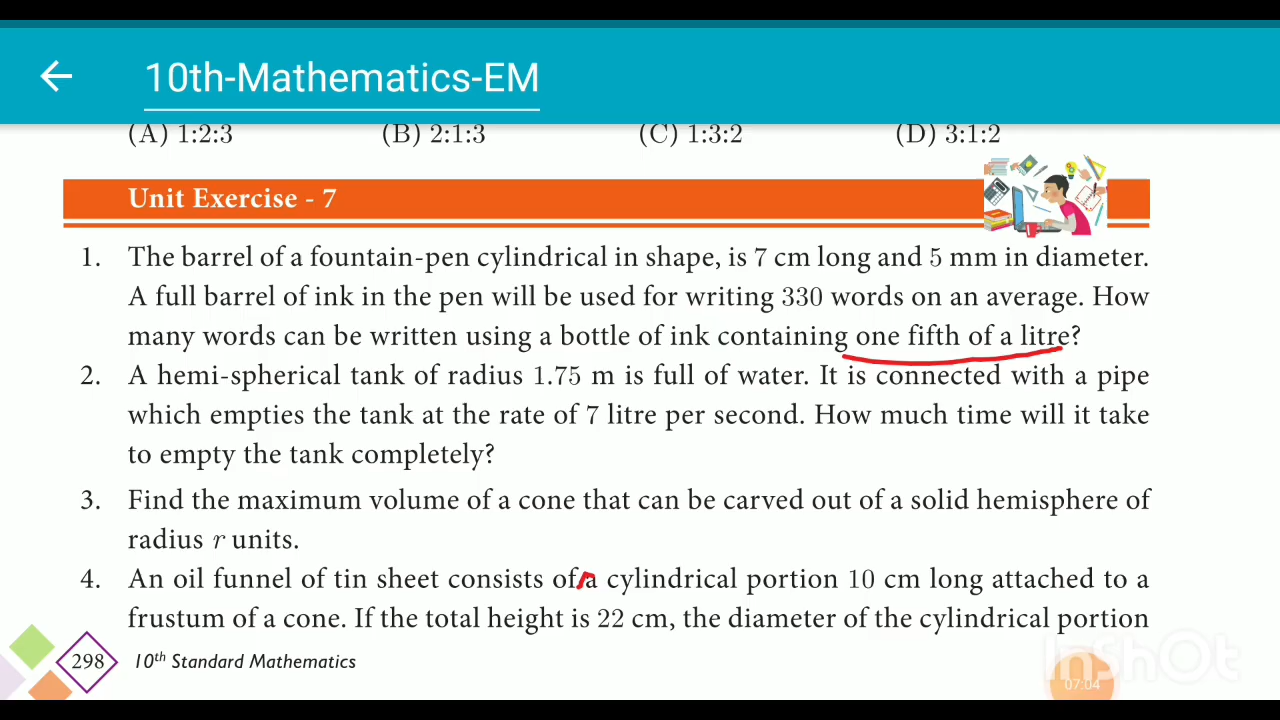 10th-Mathematics-EM
(A) 1:2:3 (B) 2:1:3 (C) 1:3:2 (D) 3:1:2
Unit Exercise - 7
1. The barrel of a fountain-pen cylindrical in shape, is 7 cm long and 5 mm in diameter.
A full barrel of ink in the pen will be used for writing 330 words on an average. How
many words can be written using a bottle of ink containing one fifth of a litre?
2. A hemi-spherical tank of radius 1.75 m is full of water. It is connected with a pipe
which empties the tank at the rate of 7 litre per second. How much time will it take
to empty the tank completely?
3. Find the maximum volume of a cone that can be carved out of a solid hemisphere of
radius r units.
4. An oil funnel of tin sheet consists of a cylindrical portion 10 cm long attached to a
frustum of a cone. If the total height is 22 cm, the diameter of the cylindrical portion
298 10th Standard Mathematics
InShOt
07:04